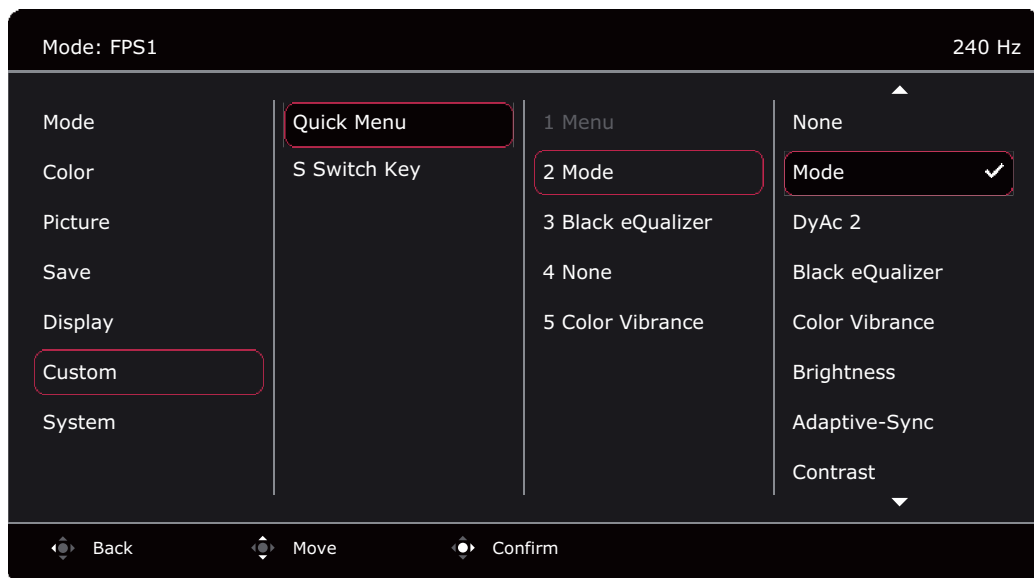 Mode: FPS1
240 Hz
Mode
Color
Picture
Save
Display
Custom
System
Quick Menu
S Switch Key
1 Menu
2 Mode
3 Black eQualizer
4 None
5 Color Vibrance
None
Mode
DyAc 2
Black eQualizer
Color Vibrance
Brightness
Adaptive-Sync
Contrast
Back
Move
Confirm